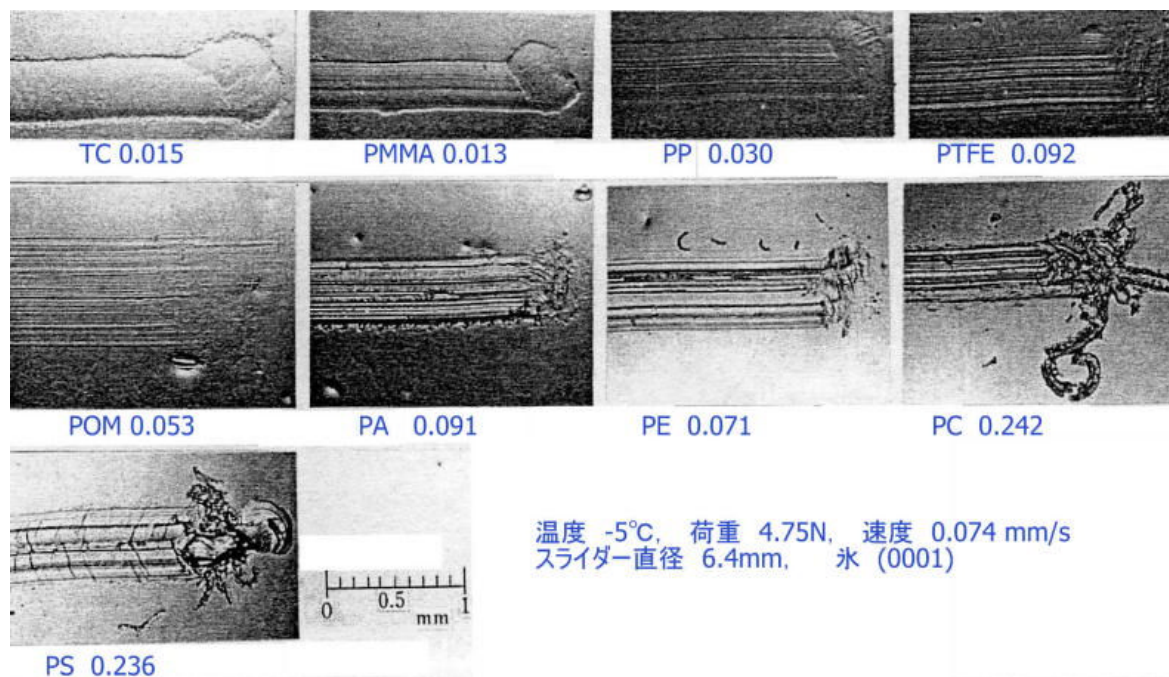 TC 0.015
PMMA 0.013
PP 0.030
PTFE 0.092
POM 0.053
PA 0.091
PE 0.071
PC 0.242
温度 -5℃, 荷重 4.75N, 速度 0.074 mm/s
スライダー直径 6.4mm, 氷 (0001)
0 0.5 1
mm
PS 0.236